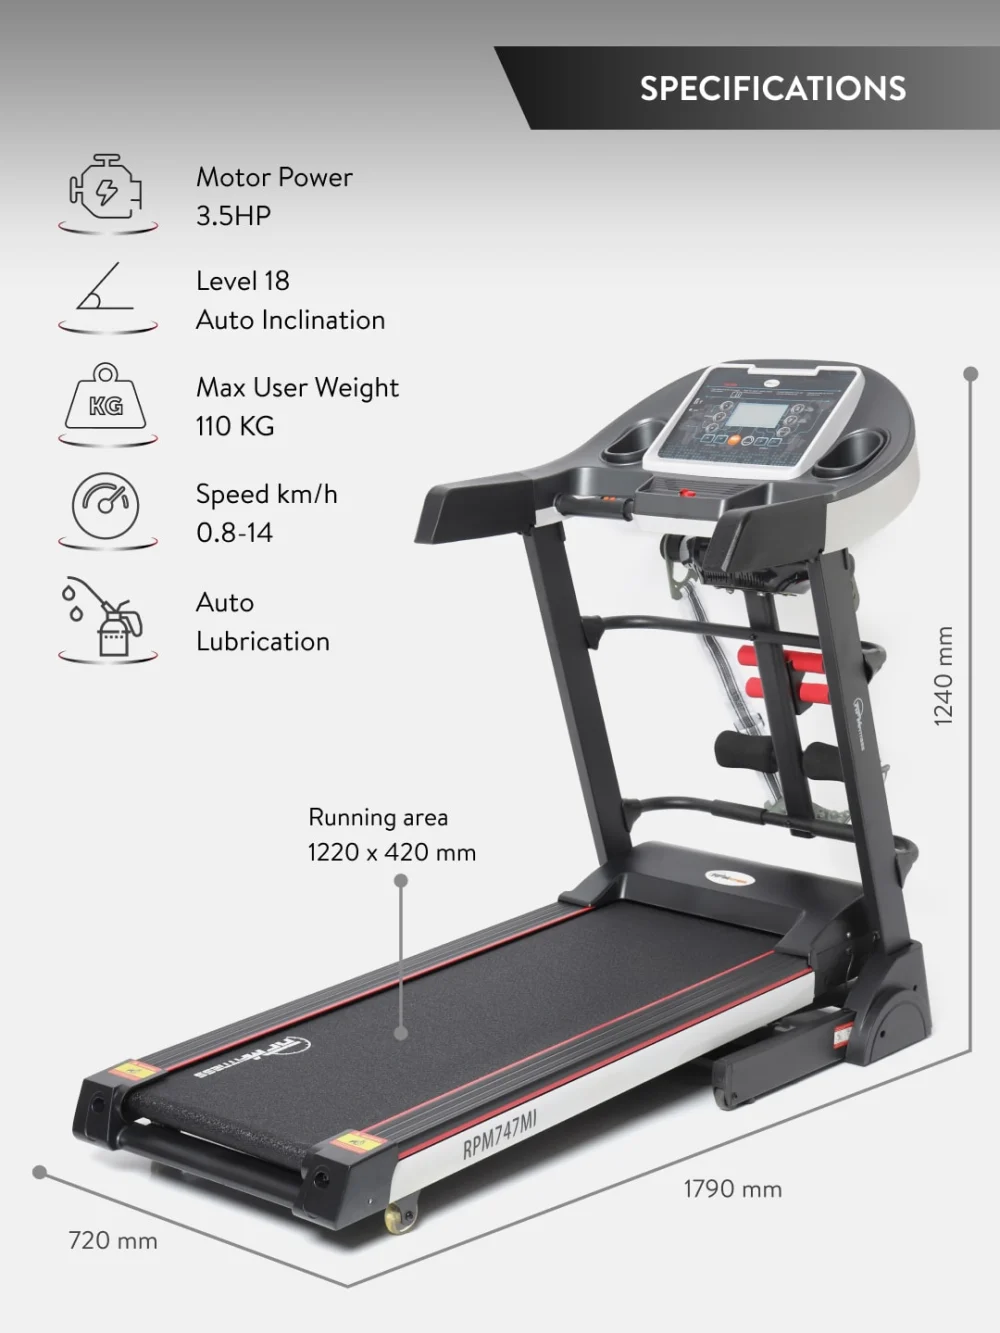 SPECIFICATIONS
Motor Power
3.5HP
Level 18
Auto Inclination
KG
Max User Weight
110 KG
Speed km/h
0.8-14
Auto
Lubrication
1240 mm
Running area
1220 x 420 mm
RPM747MI
1790 mm
720 mm